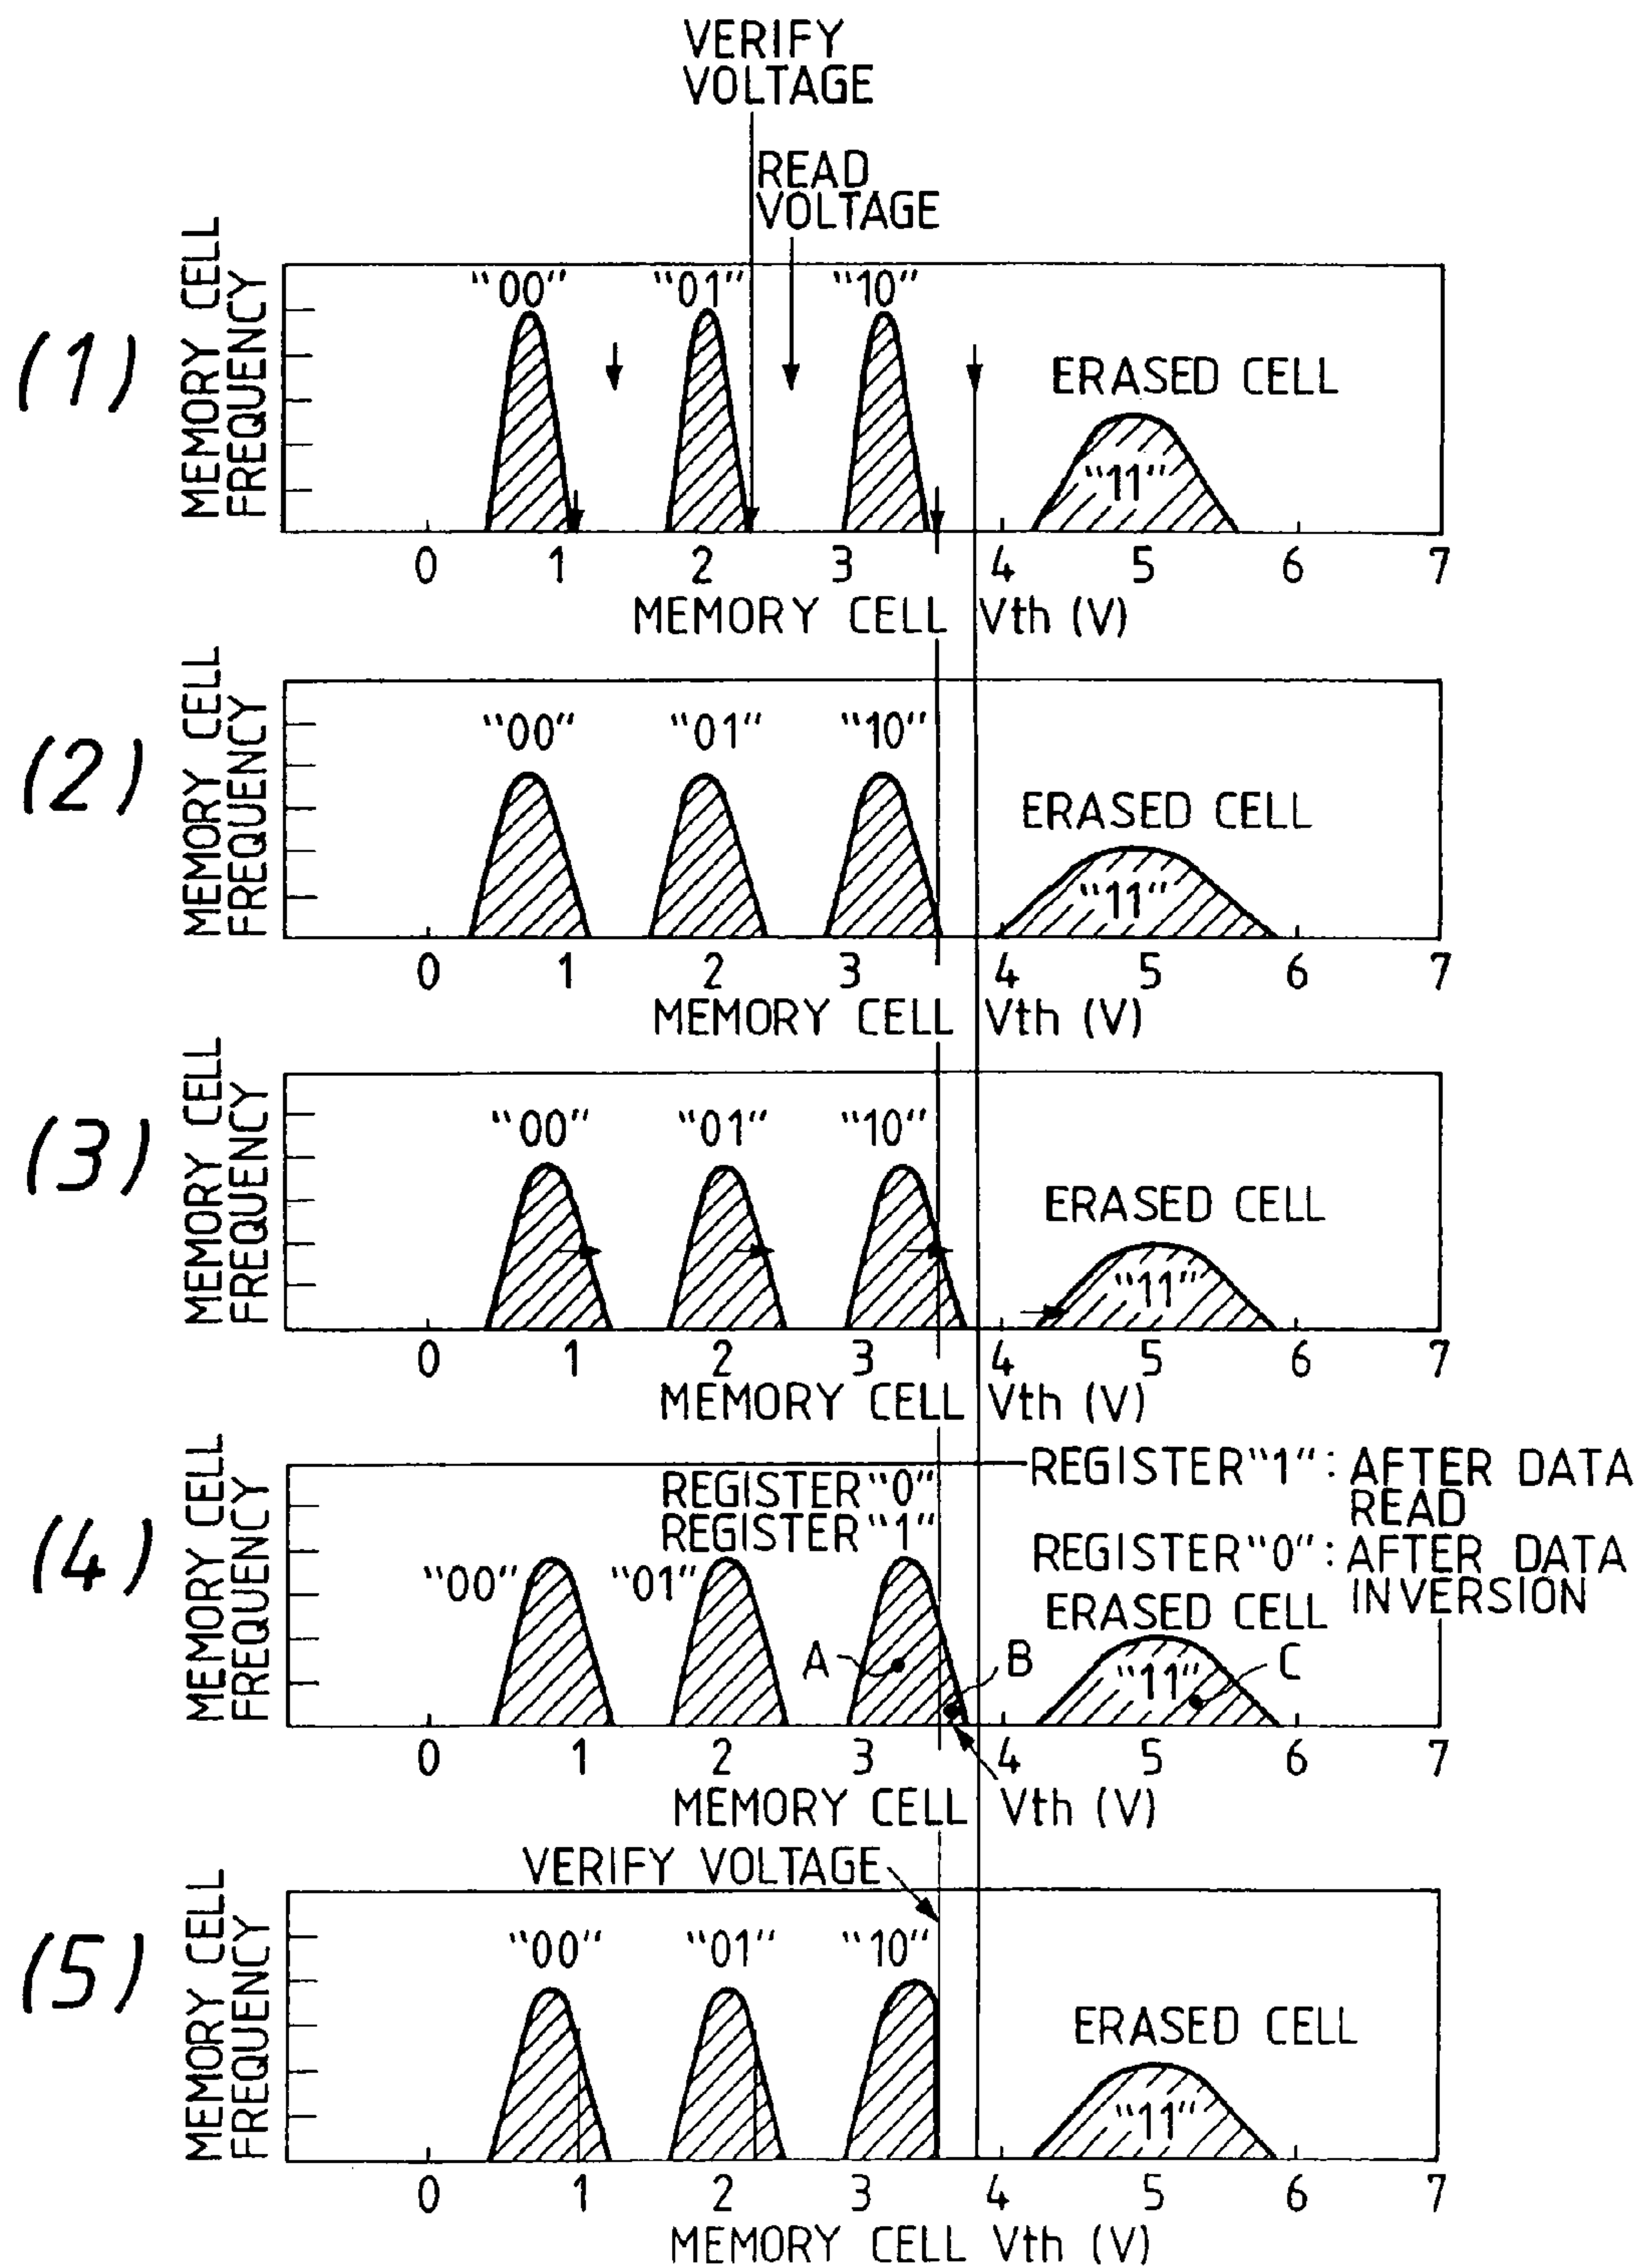 VERIFY
VOLTAGE
READ
VOLTAGE
(1)
MEMORY CELL
FREQUENCY
"00" "01" "10"
ERASED CELL
"11"
0 1 2 3 4 5 6 7
MEMORY CELL Vth (V)
(2)
MEMORY CELL
FREQUENCY
"00" "01" "10"
ERASED CELL
"11"
0 1 2 3 4 5 6 7
MEMORY CELL Vth (V)
(3)
MEMORY CELL
FREQUENCY
"00" "01" "10"
ERASED CELL
"11"
0 1 2 3 4 5 6 7
MEMORY CELL Vth (V)
(4)
MEMORY CELL
FREQUENCY
REGISTER "0"
REGISTER "1"
REGISTER "1" : AFTER DATA
READ
REGISTER "0" : AFTER DATA
INVERSION
"00" "01"
ERASED CELL
A B "11" C
0 1 2 3 4 5 6 7
MEMORY CELL Vth (V)
VERIFY VOLTAGE
(5)
MEMORY CELL
FREQUENCY
"00" "01" "10"
ERASED CELL
"11"
0 1 2 3 4 5 6 7
MEMORY CELL Vth (V)